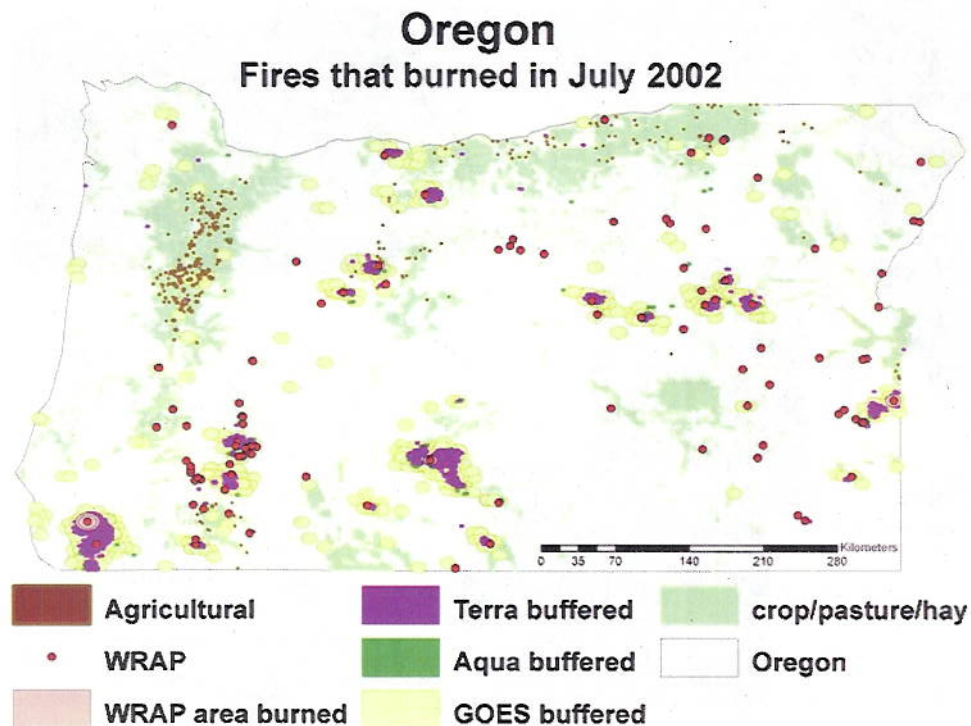 Oregon
Fires that burned in July 2002
Kilometers
0 35 70 140 210 280
Agricultural
Terra buffered
crop/pasture/hay
WRAP
Aqua buffered
Oregon
WRAP area burned
GOES buffered